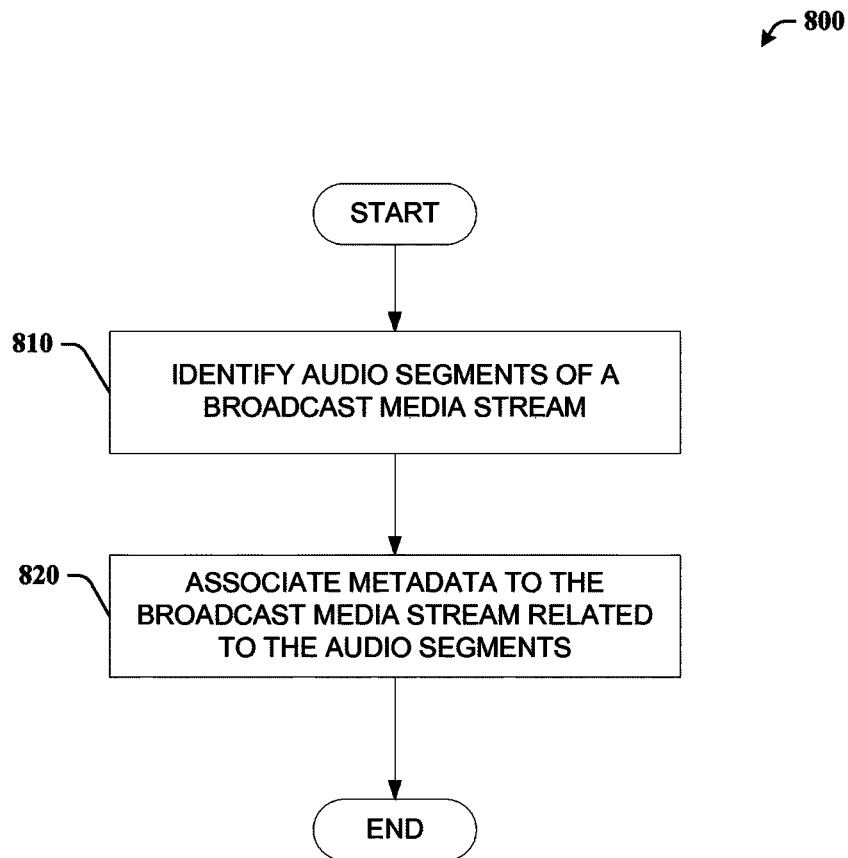 800
START
810
IDENTIFY AUDIO SEGMENTS OF A
BROADCAST MEDIA STREAM
820
ASSOCIATE METADATA TO THE
BROADCAST MEDIA STREAM RELATED
TO THE AUDIO SEGMENTS
END